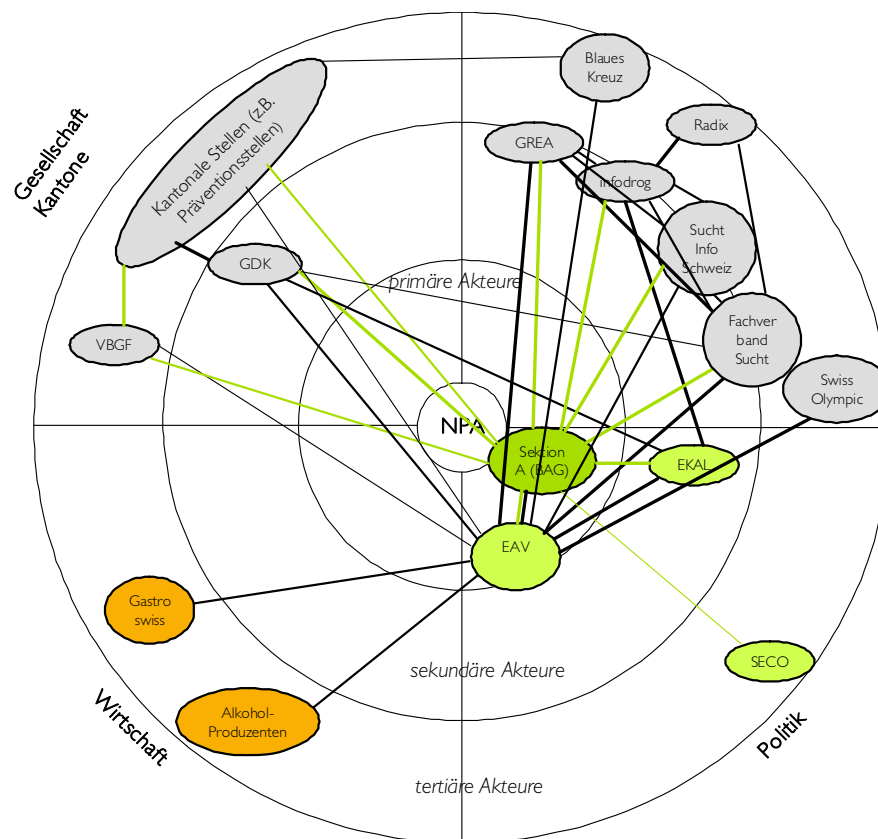 Blaues
Kreuz
Radix
GREA
Gesellschaft
Kantone
Kantonale Stellen (z.B.
Präventionsstellen)
Infodrog
Sucht
Info
Schweiz
GDK
primäre Akteure
VBGF
Fachver
band
Sucht
Swiss
Olympic
NPA
Sektion
A (BAG)
EKAL
EAV
Gastro
swiss
SECO
sekundäre Akteure
Alkohol-
Produzenten
Wirtschaft
Politik
tertiäre Akteure